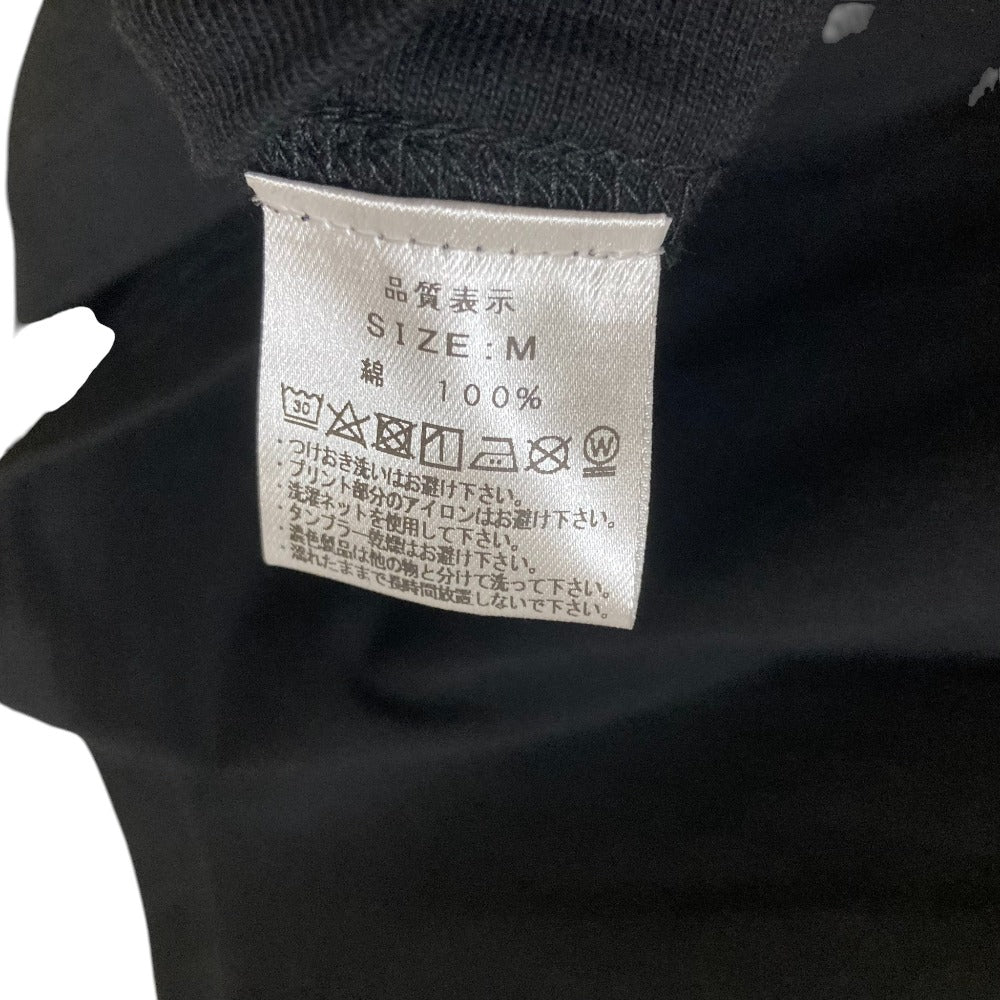 品質表示
SIZE:M
綿 100%
30 W
・つけおき洗いはお避け下さい。
・プリント部分のアイロンはお避け下さい。
・洗濯ネットを使用して下さい。
・タンブラー乾燥はお避け下さい。
・濃色製品は他の物と分けて洗って下さい。
・濡れたままで長時間放置しないで下さい。